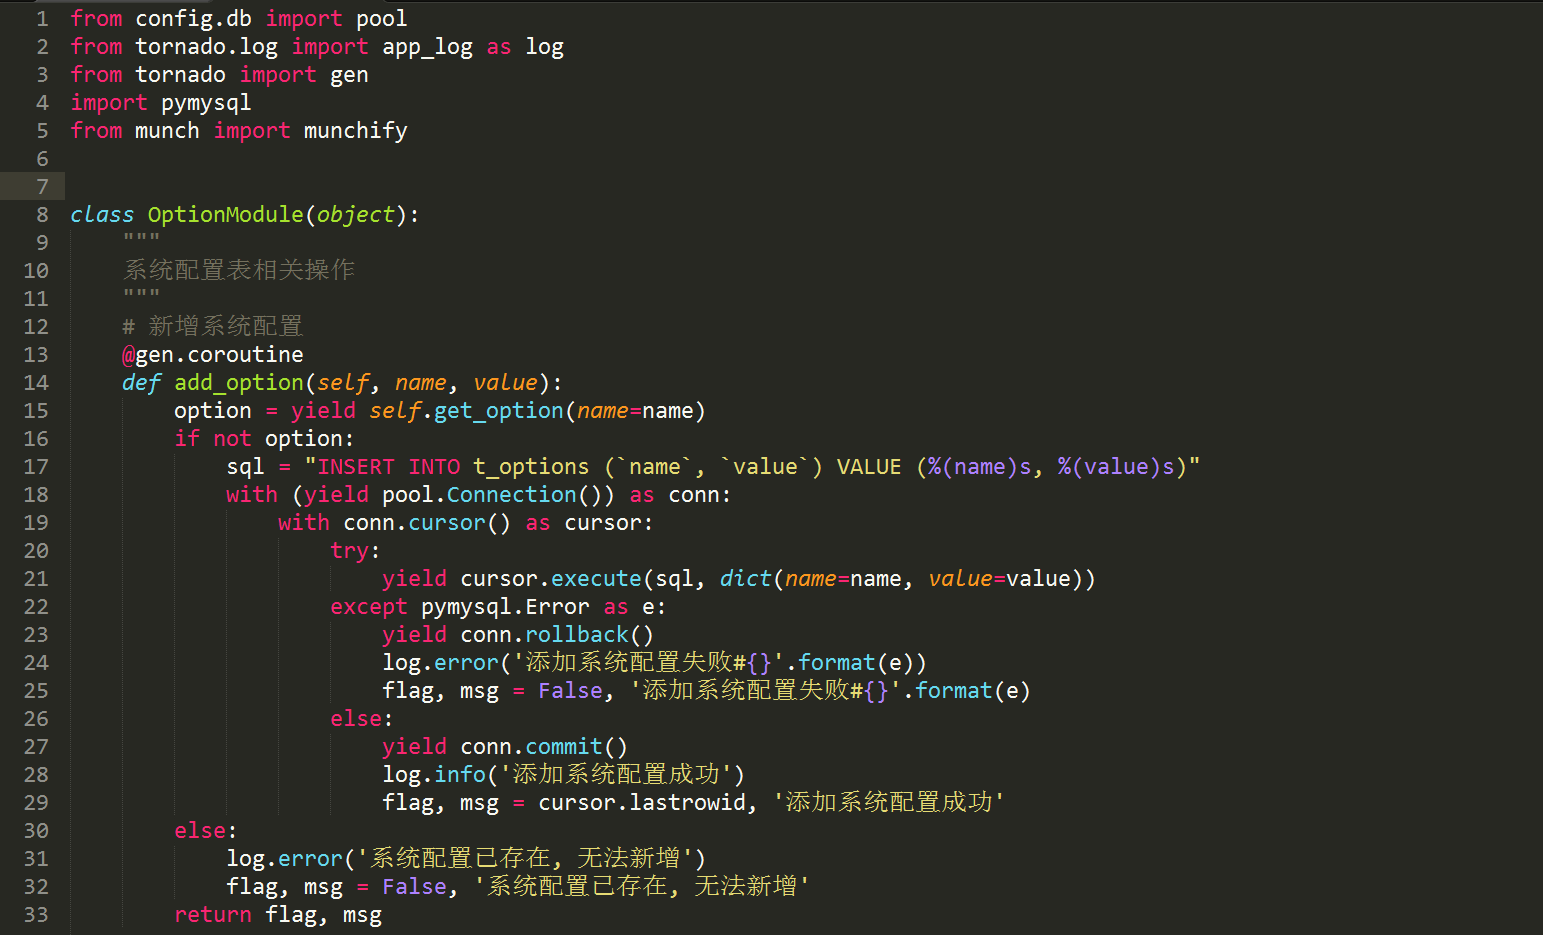 1 from config.db import pool
2 from tornado.log import app_log as log
3 from tornado import gen
4 import pymysql
5 from munch import munchify
6
7
8 class OptionModule(object):
9     """
10     系统配置表相关操作
11     """
12     # 新增系统配置
13     @gen.coroutine
14     def add_option(self, name, value):
15         option = yield self.get_option(name=name)
16         if not option:
17             sql = "INSERT INTO t_options (`name`, `value`) VALUE (%(name)s, %(value)s)"
18             with (yield pool.Connection()) as conn:
19                 with conn.cursor() as cursor:
20                     try:
21                         yield cursor.execute(sql, dict(name=name, value=value))
22                     except pymysql.Error as e:
23                         yield conn.rollback()
24                         log.error('添加系统配置失败#{}'.format(e))
25                         flag, msg = False, '添加系统配置失败#{}'.format(e)
26                     else:
27                         yield conn.commit()
28                         log.info('添加系统配置成功')
29                         flag, msg = cursor.lastrowid, '添加系统配置成功'
30         else:
31             log.error('系统配置已存在, 无法新增')
32             flag, msg = False, '系统配置已存在, 无法新增'
33         return flag, msg